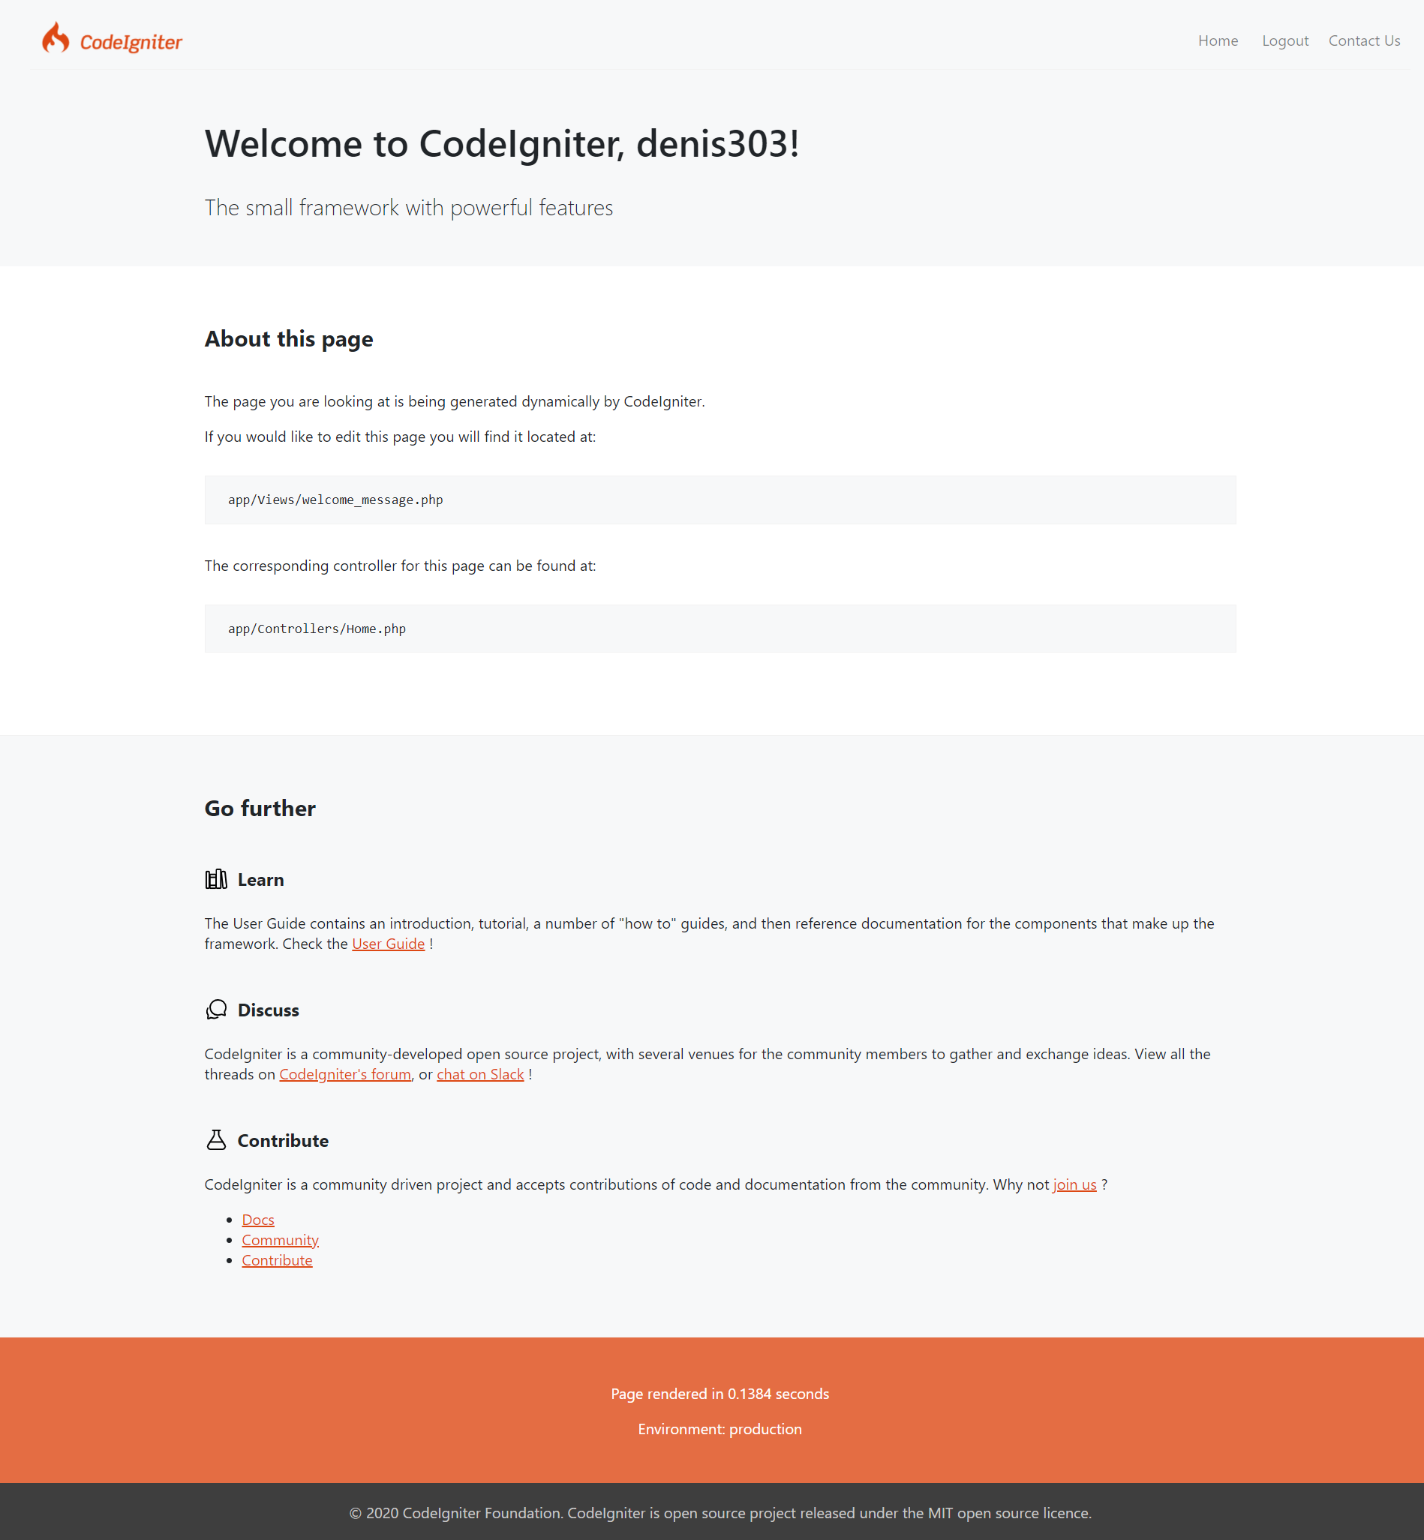 CodeIgniter
Home Logout Contact Us
Welcome to CodeIgniter, denis303!
The small framework with powerful features
About this page
The page you are looking at is being generated dynamically by CodeIgniter.
If you would like to edit this page you will find it located at:
app/Views/welcome_message.php
The corresponding controller for this page can be found at:
app/Controllers/Home.php
Go further
Learn
The User Guide contains an introduction, tutorial, a number of "how to" guides, and then reference documentation for the components that make up the
framework. Check the User Guide !
Discuss
CodeIgniter is a community-developed open source project, with several venues for the community members to gather and exchange ideas. View all the
threads on CodeIgniter's forum, or chat on Slack !
Contribute
CodeIgniter is a community driven project and accepts contributions of code and documentation from the community. Why not join us ?
• Docs
• Community
• Contribute
Page rendered in 0.1384 seconds
Environment: production
© 2020 CodeIgniter Foundation. CodeIgniter is open source project released under the MIT open source licence.